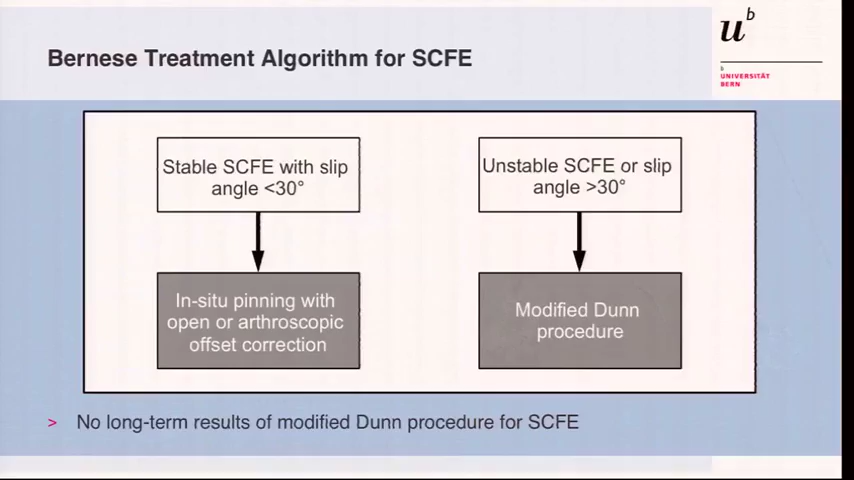 Bernese Treatment Algorithm for SCFE
u^b
b
UNIVERSITÄT
BERN
Stable SCFE with slip
angle <30°
Unstable SCFE or slip
angle >30°
In-situ pinning with
open or arthroscopic
offset correction
Modified Dunn
procedure
> No long-term results of modified Dunn procedure for SCFE